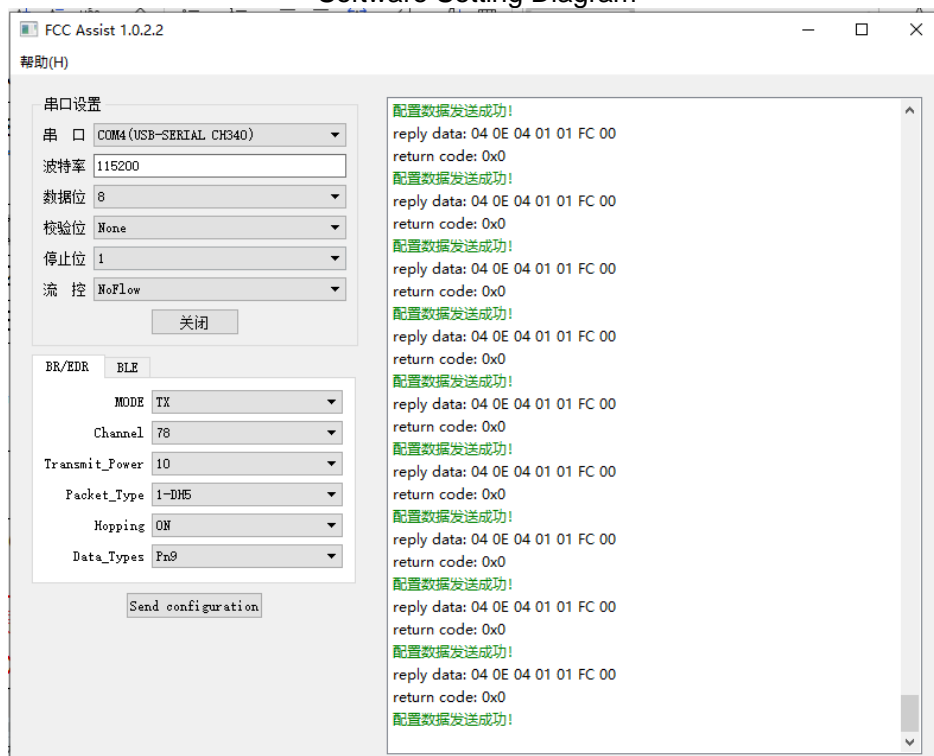 Software Setting Diagram
FCC Assist 1.0.2.2
帮助(H)
串口设置
串 口 COM4(USB-SERIAL CH340)
波特率 115200
数据位 8
校验位 None
停止位 1
流 控 NoFlow
关闭
BR/EDR BLE
MODE TX
Channel 78
Transmit_Power 10
Packet_Type 1-DH5
Hopping ON
Data_Types Pn9
Send configuration
配置数据发送成功!
reply data: 04 0E 04 01 01 FC 00
return code: 0x0
配置数据发送成功!
reply data: 04 0E 04 01 01 FC 00
return code: 0x0
配置数据发送成功!
reply data: 04 0E 04 01 01 FC 00
return code: 0x0
配置数据发送成功!
reply data: 04 0E 04 01 01 FC 00
return code: 0x0
配置数据发送成功!
reply data: 04 0E 04 01 01 FC 00
return code: 0x0
配置数据发送成功!
reply data: 04 0E 04 01 01 FC 00
return code: 0x0
配置数据发送成功!
reply data: 04 0E 04 01 01 FC 00
return code: 0x0
配置数据发送成功!
reply data: 04 0E 04 01 01 FC 00
return code: 0x0
配置数据发送成功!
reply data: 04 0E 04 01 01 FC 00
return code: 0x0
配置数据发送成功!